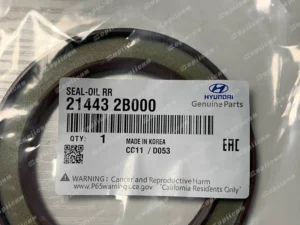 SEAL-OIL RR
21443 2B000
HYUNDAI
Genuine Parts
QTY: 1
MADE IN KOREA
CC11 / D053
EAC
WARNING: Cancer and Reproductive Harm
www.P65warnings.ca.gov "California Residents Only"